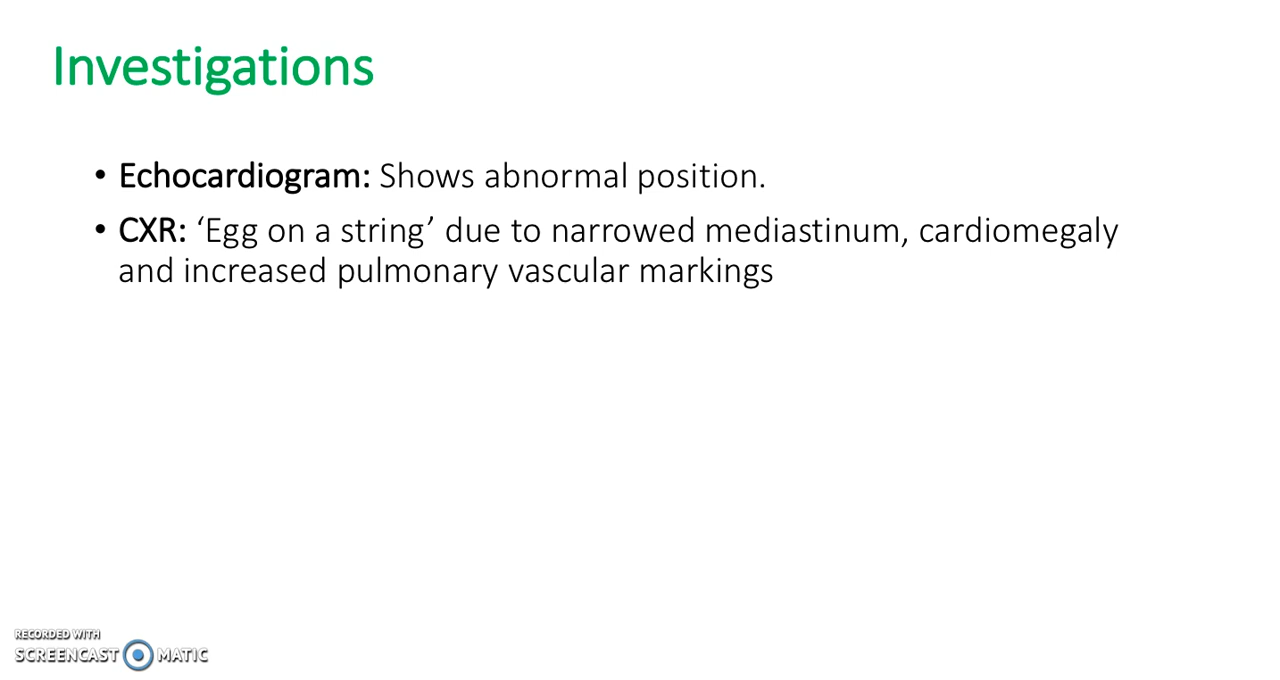 Investigations
• Echocardiogram: Shows abnormal position.
• CXR: ‘Egg on a string’ due to narrowed mediastinum, cardiomegaly
and increased pulmonary vascular markings
RECORDED WITH
SCREENCAST MATIC